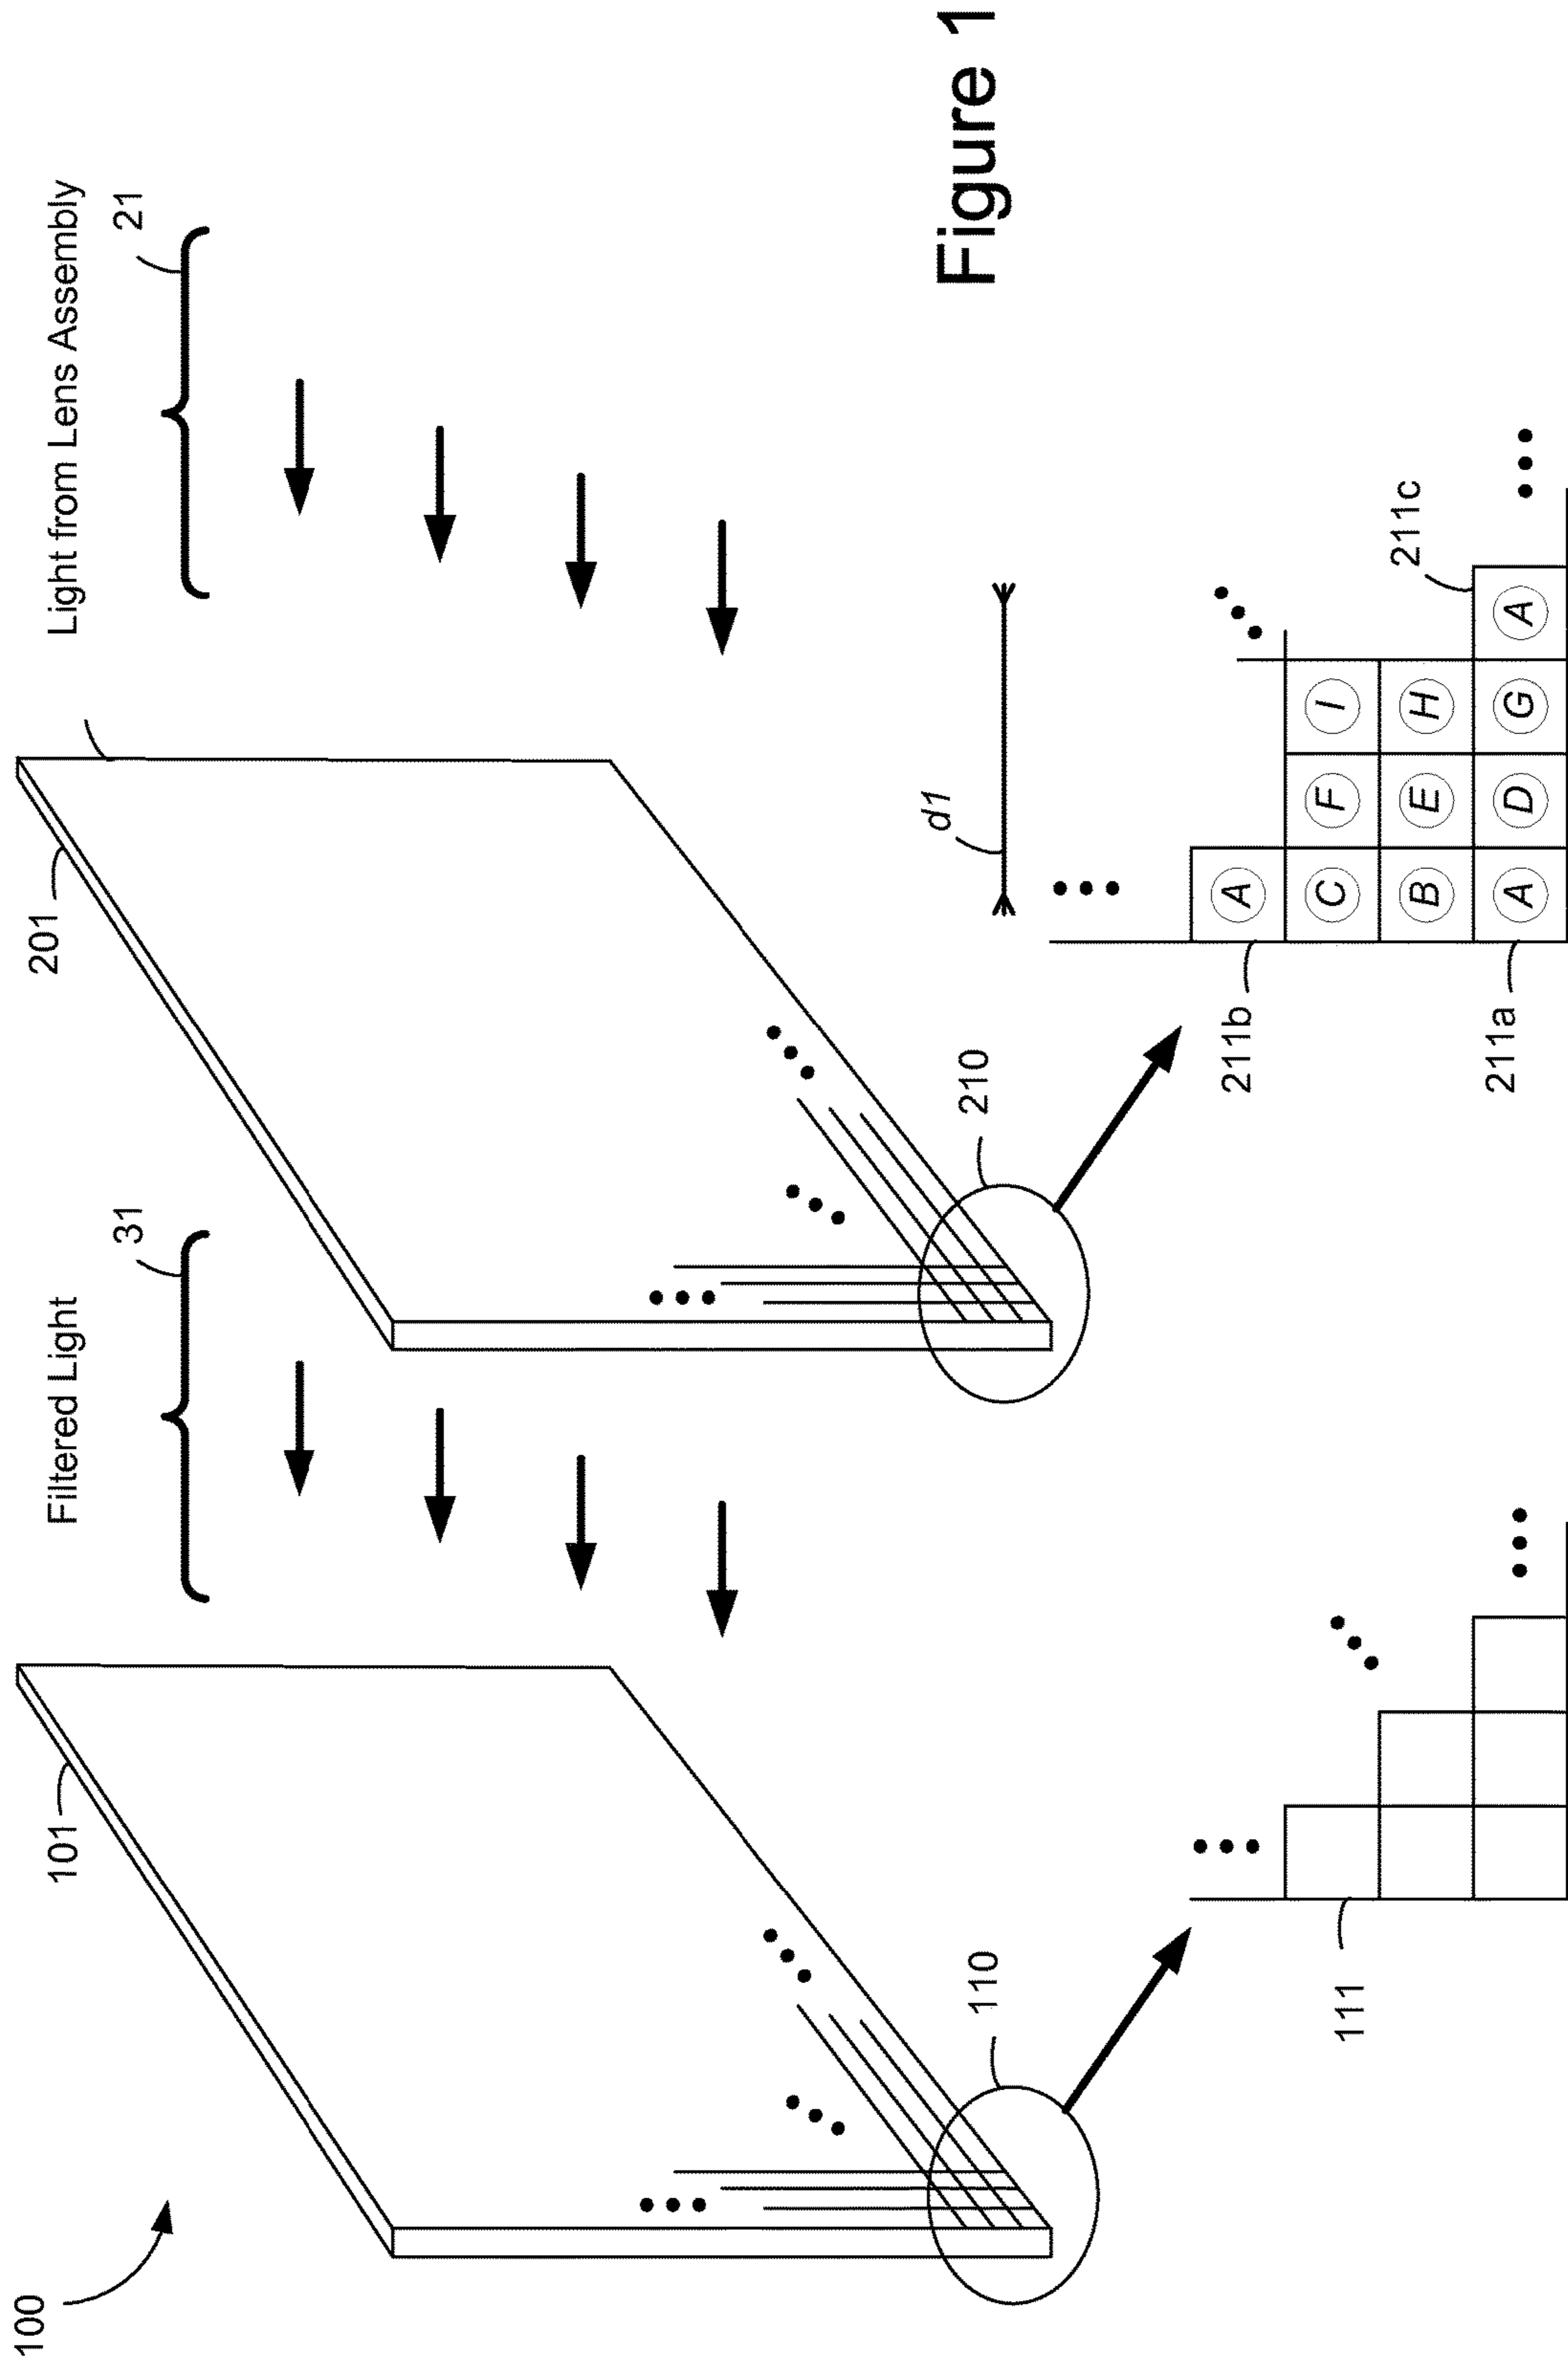 100
101
Filtered Light
31
201
Light from Lens Assembly
21
110
111
210
d1
211b
211a
211c
A
C F I
B E H
A D G A
Figure 1